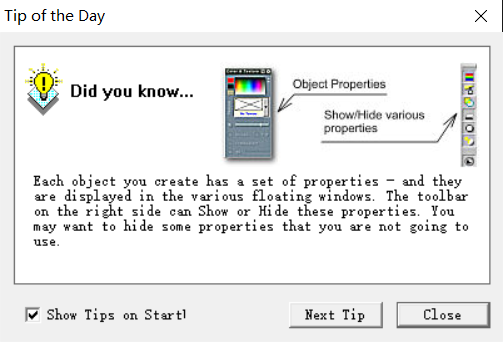 Tip of the Day
Did you know...
Object Properties
Show/Hide various
properties
Each object you create has a set of properties - and they
are displayed in the various floating windows. The toolbar
on the right side can Show or Hide these properties. You
may want to hide some properties that you are not going to
use.
Show Tips on Start
Next Tip
Close